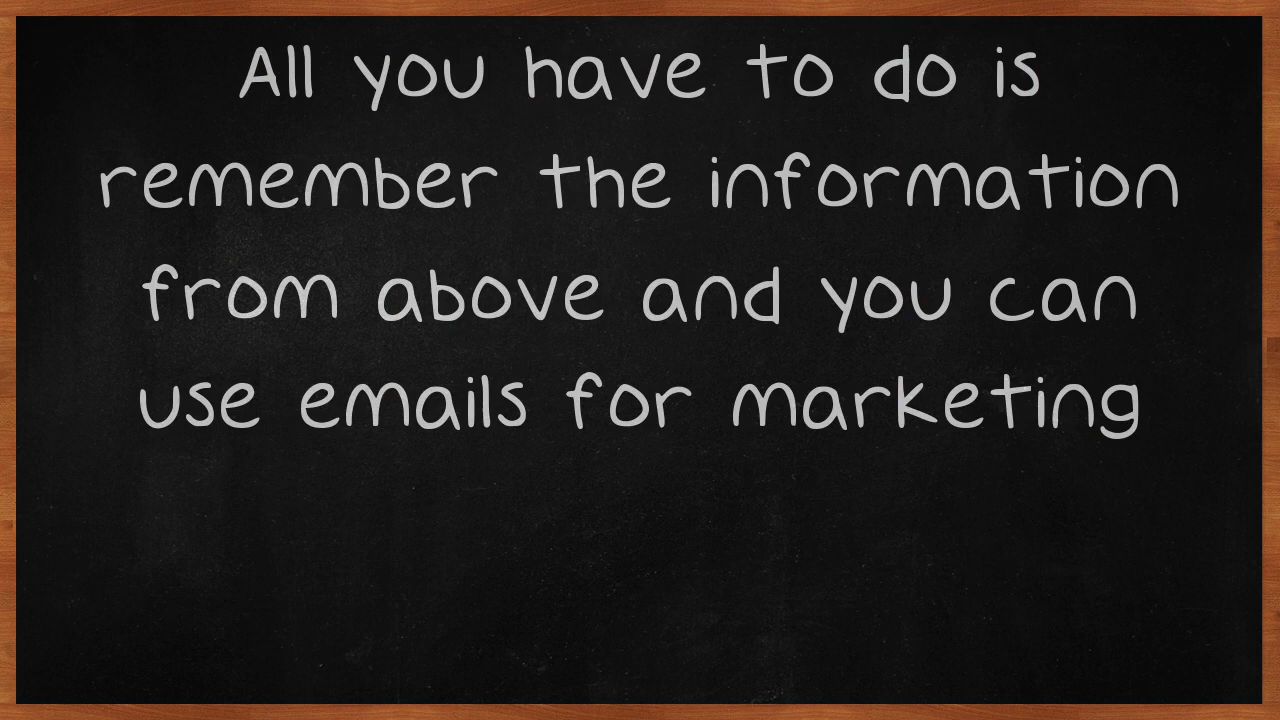 All you have to do is
remember the information
from above and you can
use emails for marketing